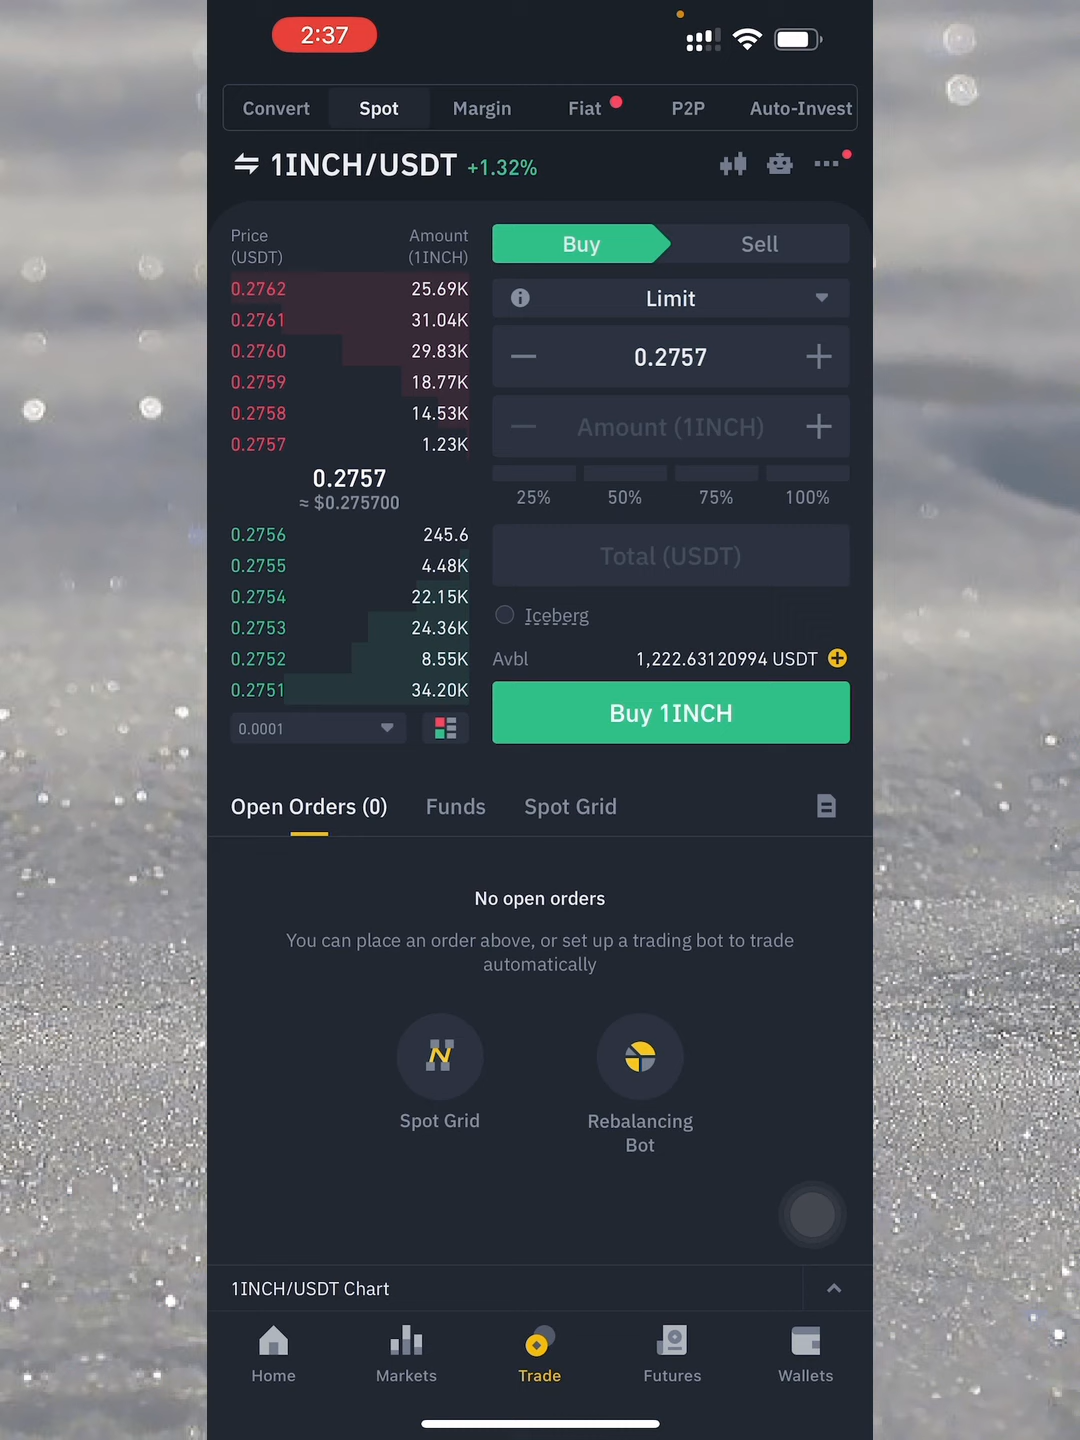 2:37
Convert Spot Margin Fiat P2P Auto-Invest
1INCH/USDT +1.32%
Price Amount
(USDT) (1INCH)
0.2762 25.69K
0.2761 31.04K
0.2760 29.83K
0.2759 18.77K
0.2758 14.53K
0.2757 1.23K
0.2757
≈ $0.275700
0.2756 245.6
0.2755 4.48K
0.2754 22.15K
0.2753 24.36K
0.2752 8.55K
0.2751 34.20K
0.0001
Buy Sell
Limit
0.2757
Amount (1INCH)
25% 50% 75% 100%
Total (USDT)
Iceberg
Avbl 1,222.63120994 USDT
Buy 1INCH
Open Orders (0) Funds Spot Grid
No open orders
You can place an order above, or set up a trading bot to trade
automatically
Spot Grid
Rebalancing
Bot
1INCH/USDT Chart
Home Markets Trade Futures Wallets